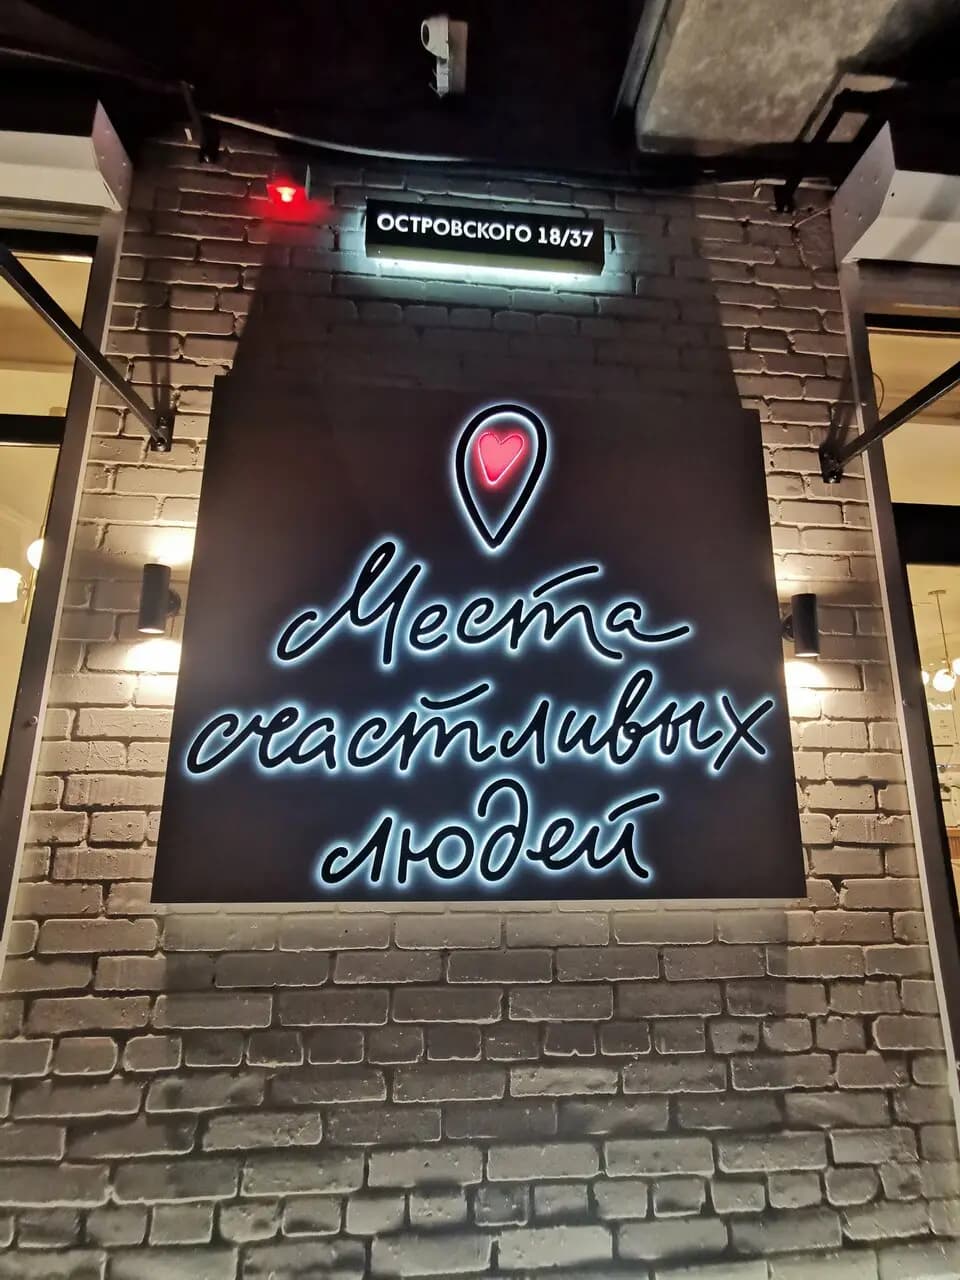 ОСТРОВСКОГО 18/37
Места
счастливых
людей